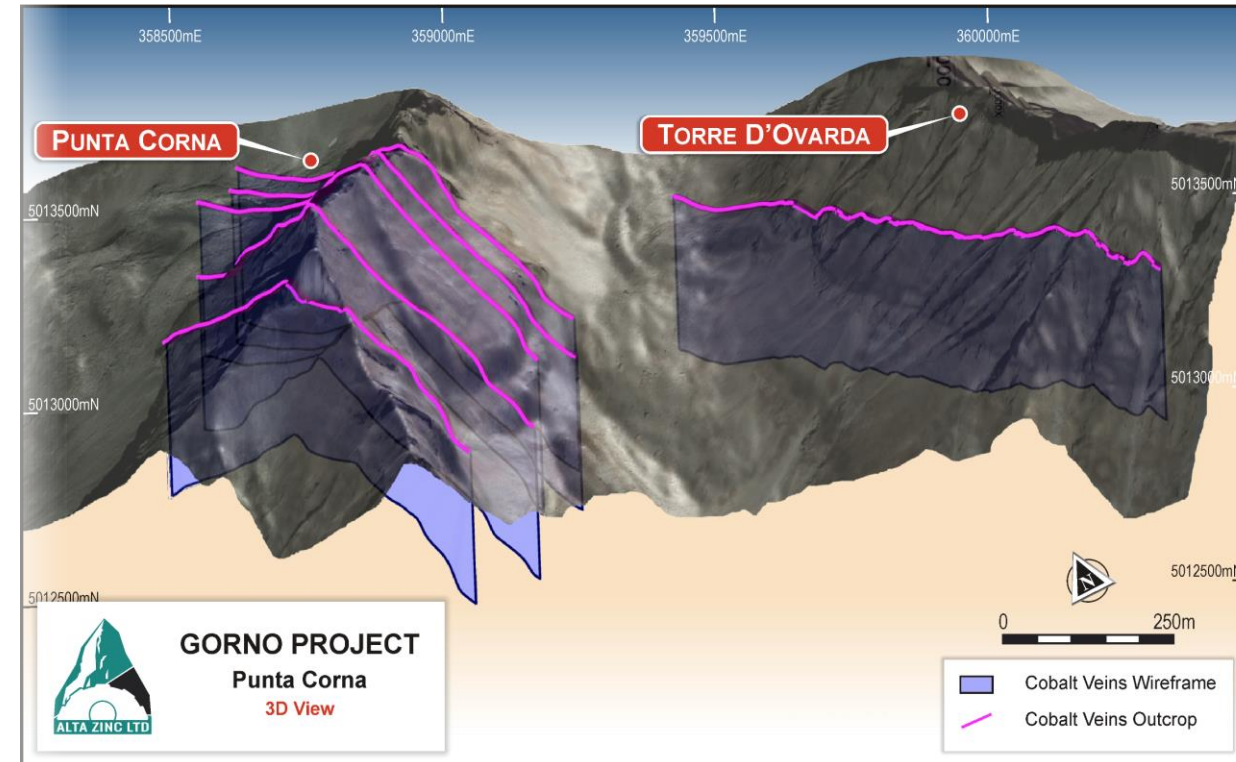 358500mE
359000mE
359500mE
360000mE
PUNTA CORNA
TORRE D'OVARDA
5013500mN
5013500mN
5013000mN
5013000mN
5012500mN
5012500mN
N
0 250m
GORNO PROJECT
Punta Corna
3D View
ALTA ZINC LTD
Cobalt Veins Wireframe
Cobalt Veins Outcrop